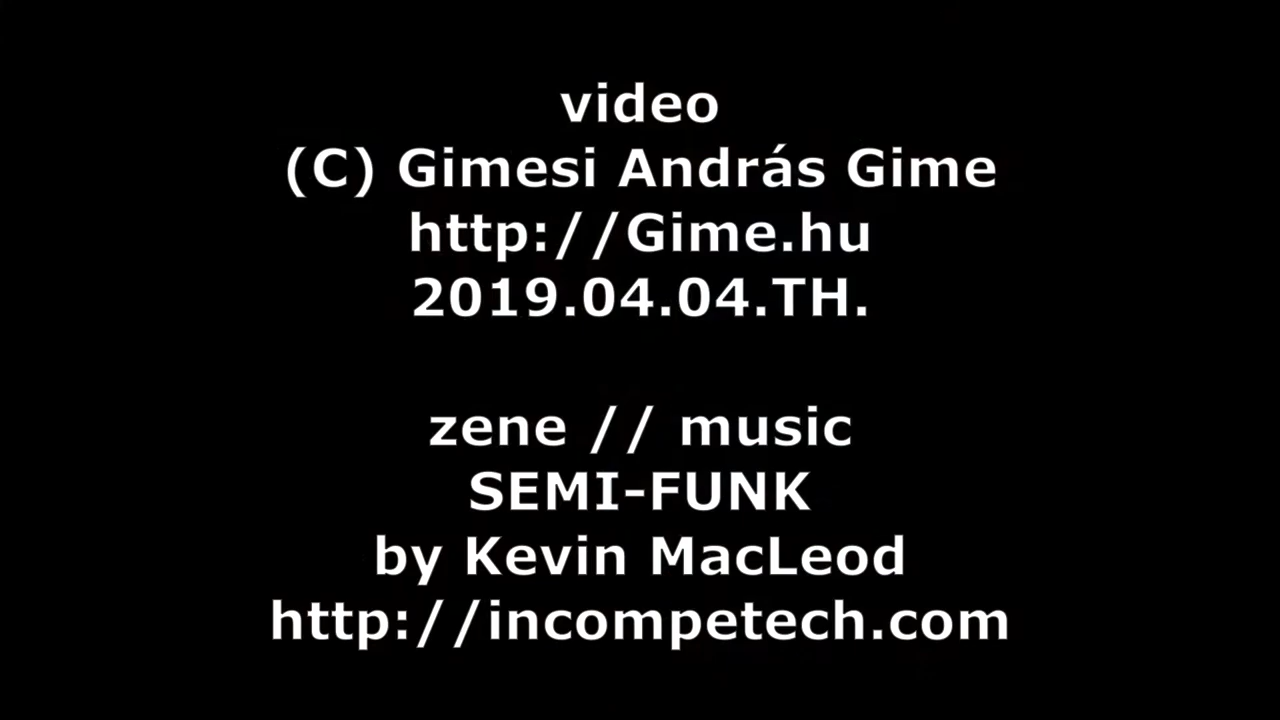 video
(C) Gimesi András Gime
http://Gime.hu
2019.04.04.TH.
zene // music
SEMI-FUNK
by Kevin MacLeod
http://incompetech.com